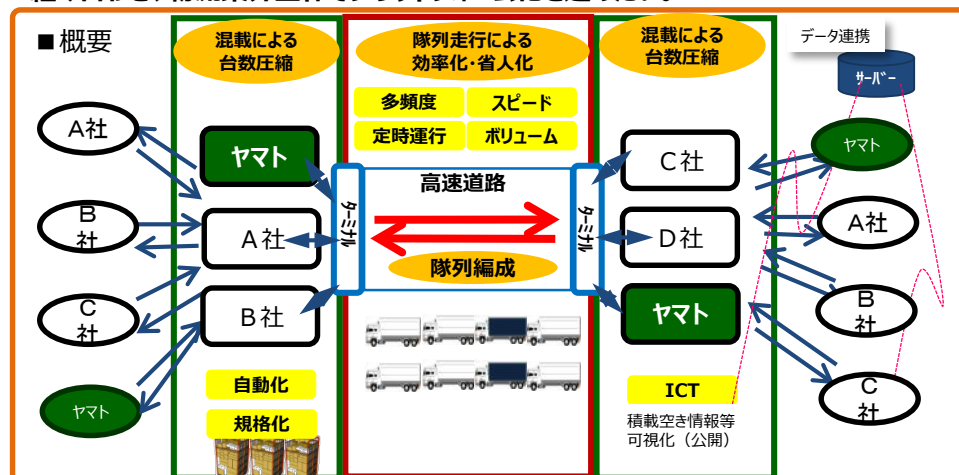 ■概要
混載による
台数圧縮
隊列走行による
効率化・省人化
混載による
台数圧縮
データ連携
サーバー
多頻度
スピード
定時運行
ボリューム
A社
B
社
C
社
ヤマト
ヤマト
A社
B社
自動化
規格化
ターミナル
高速道路
隊列編成
ターミナル
C社
D社
ヤマト
ICT
積載空き情報等
可視化（公開）
ヤマト
A社
B
社
C
社